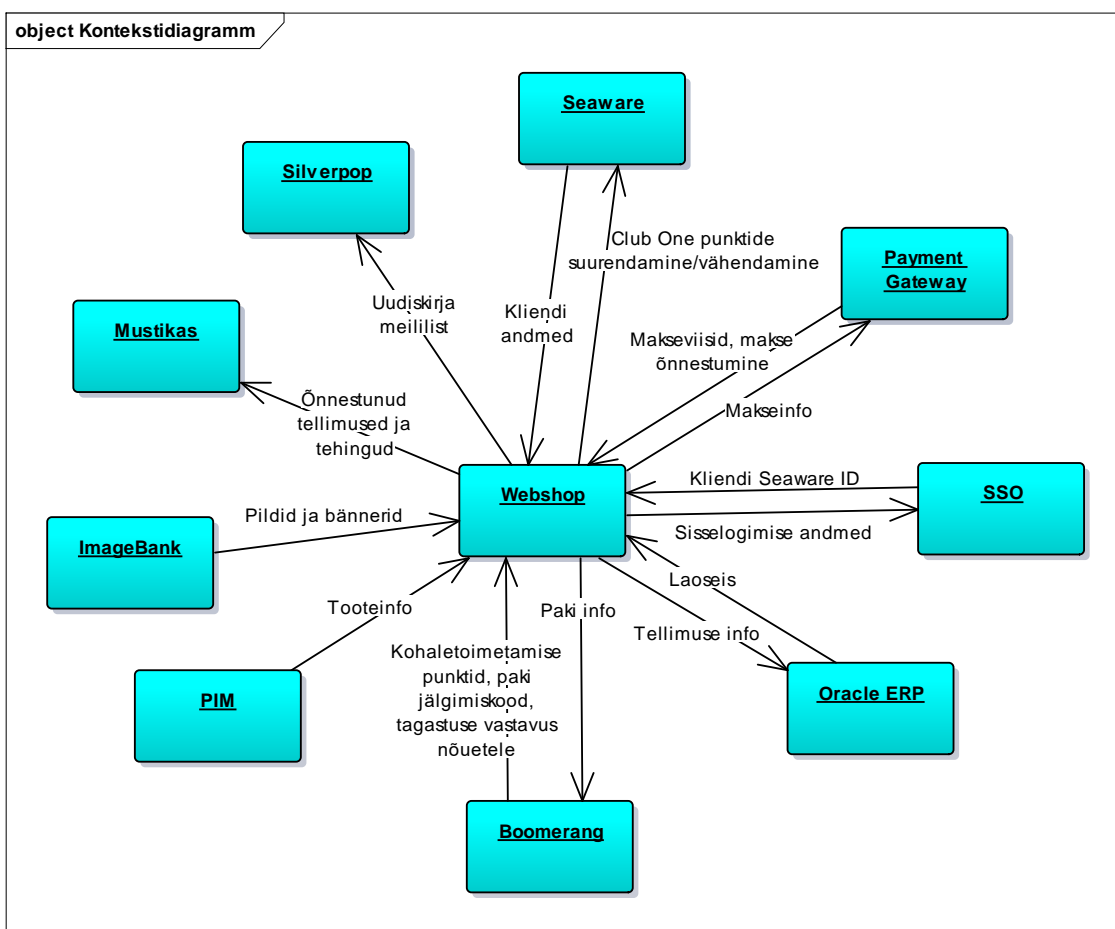 object Kontekstidiagramm
Seaware
Silverpop
Club One punktide
suurendamine/vähendamine
Payment
Gateway
Uudiskirja
meililist
Kliendi
andmed
Mustikas
Makseviisid, makse
õnnestumine
Õnnestunud
tellimused ja
tehingud
Makseinfo
Webshop
Kliendi Seaware ID
SSO
Pildid ja bännerid
Sisselogimise andmed
ImageBank
Laoseis
Tooteinfo
Paki info
Tellimuse info
Kohaletoimetamise
punktid, paki
jälgimiskood,
tagastuse vastavus
nõuetele
PIM
Oracle ERP
Boomerang